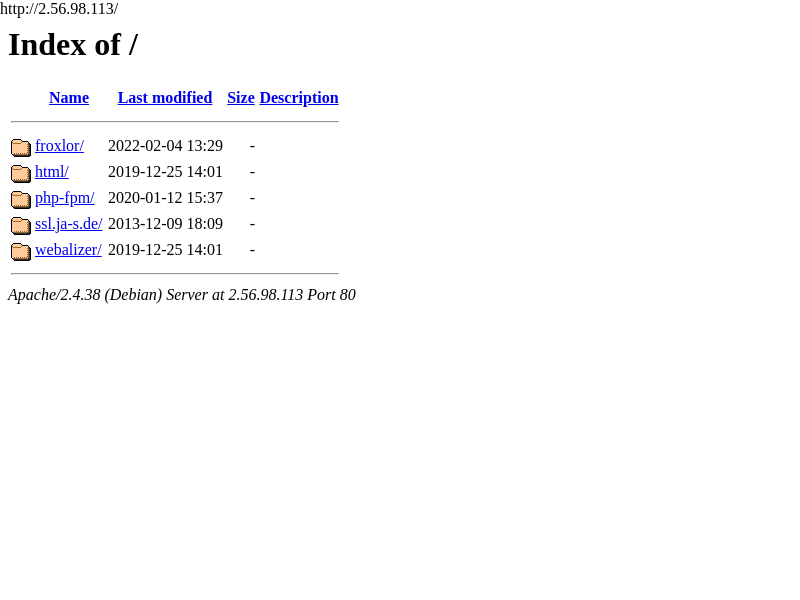 http://2.56.98.113/
Index of /
Name Last modified Size Description
froxlor/ 2022-02-04 13:29 -
html/ 2019-12-25 14:01 -
php-fpm/ 2020-01-12 15:37 -
ssl.ja-s.de/ 2013-12-09 18:09 -
webalizer/ 2019-12-25 14:01 -
Apache/2.4.38 (Debian) Server at 2.56.98.113 Port 80